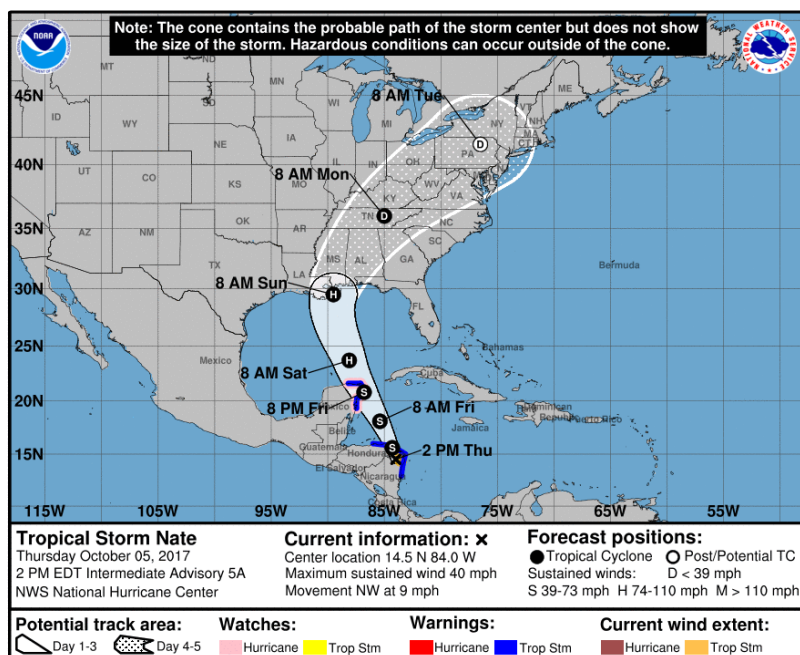 Note: The cone contains the probable path of the storm center but does not show
the size of the storm. Hazardous conditions can occur outside of the cone.
NOAA
NATIONAL WEATHER SERVICE
MT
ND
MN
ME
45N
8 AM Tue
VT
NH
ID
WY
SD
WI
MI
NY
MA
CT
IA
NE
PA
40N
UT
CO
IL
IN
OH
8 AM Mon
WV
KS
MO
KY
VA
35N
AZ
NM
OK
AR
TN
D
NC
SC
MS
AL
GA
TX
LA
Bermuda
30N
8 AM Sun
H
FL
25N
Bahamas
Mexico
8 AM Sat
H
Cuba
20N
8 PM Fri
S
8 AM Fri
Dominican
Republic
Puerto Rico
Jamaica
Belize
S
15N
Guatemala
Honduras
S
2 PM Thu
El Salvador
Nicaragua
Costa Rica
115W
105W
95W
85W
75W
65W
55W
Tropical Storm Nate
Thursday October 05, 2017
2 PM EDT Intermediate Advisory 5A
NWS National Hurricane Center
Current information: x
Center location 14.5 N 84.0 W
Maximum sustained wind 40 mph
Movement NW at 9 mph
Forecast positions:
Tropical Cyclone Post/Potential TC
Sustained winds: D < 39 mph
S 39-73 mph H 74-110 mph M > 110 mph
Potential track area:
Day 1-3 Day 4-5
Watches:
Hurricane Trop Stm
Warnings:
Hurricane Trop Stm
Current wind extent:
Hurricane Trop Stm